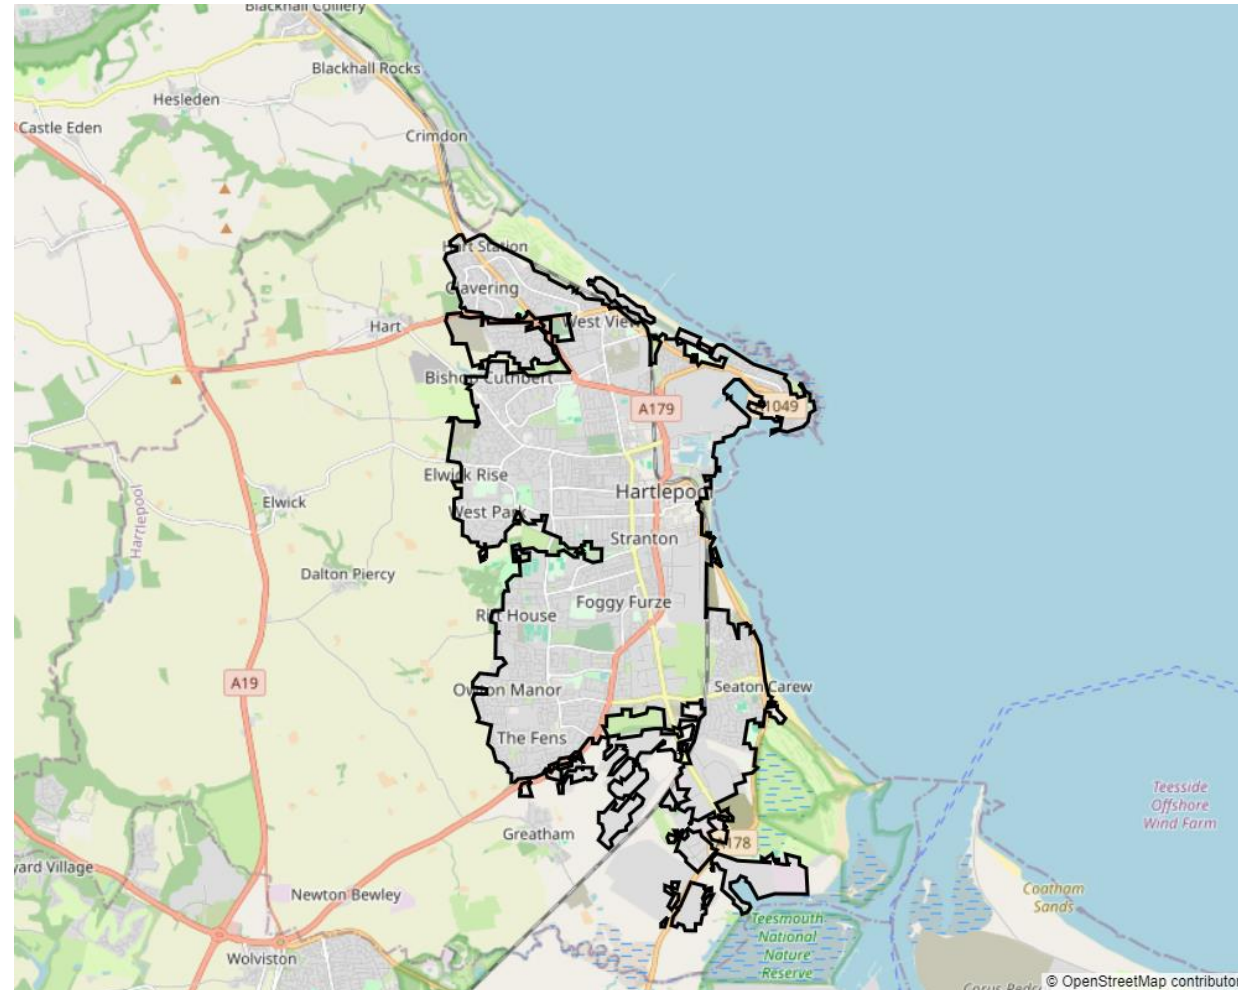 Blackhall Colliery
Blackhall Rocks
Hesleden
Castle Eden
Crimdon
Hart Station
Clavering
Hart
West View
Bishop Cuthbert
A179
A1049
Elwick Rise
Hartlepool
Elwick
West Park
Hartlepool
Stranton
Dalton Piercy
Foggy Furze
Rift House
A19
Owton Manor
Seaton Carew
The Fens
Teesside
Offshore
Wind Farm
Greatham
A178
yard Village
Newton Bewley
Coatham
Sands
Teesmouth
National
Nature
Reserve
Wolviston
© OpenStreetMap contributor